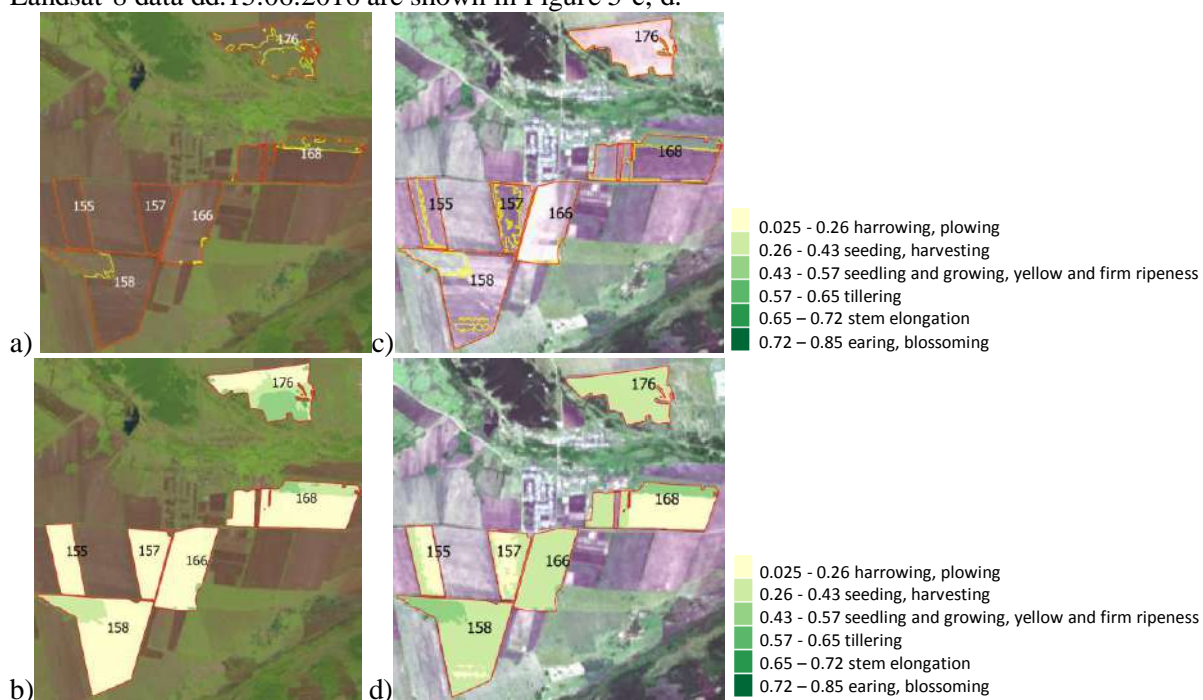 Landsat-8 data dd.15.06.2016 are shown in Figure 5 c, d.
176
168
155
157
166
158
a)
176
168
155
157
166
158
c)
0.025 - 0.26 harrowing, plowing
0.26 - 0.43 seeding, harvesting
0.43 - 0.57 seedling and growing, yellow and firm ripeness
0.57 - 0.65 tillering
0.65 – 0.72 stem elongation
0.72 – 0.85 earing, blossoming
176
168
155
157
166
158
b)
176
168
155
157
166
158
d)
0.025 - 0.26 harrowing, plowing
0.26 - 0.43 seeding, harvesting
0.43 - 0.57 seedling and growing, yellow and firm ripeness
0.57 - 0.65 tillering
0.65 – 0.72 stem elongation
0.72 – 0.85 earing, blossoming